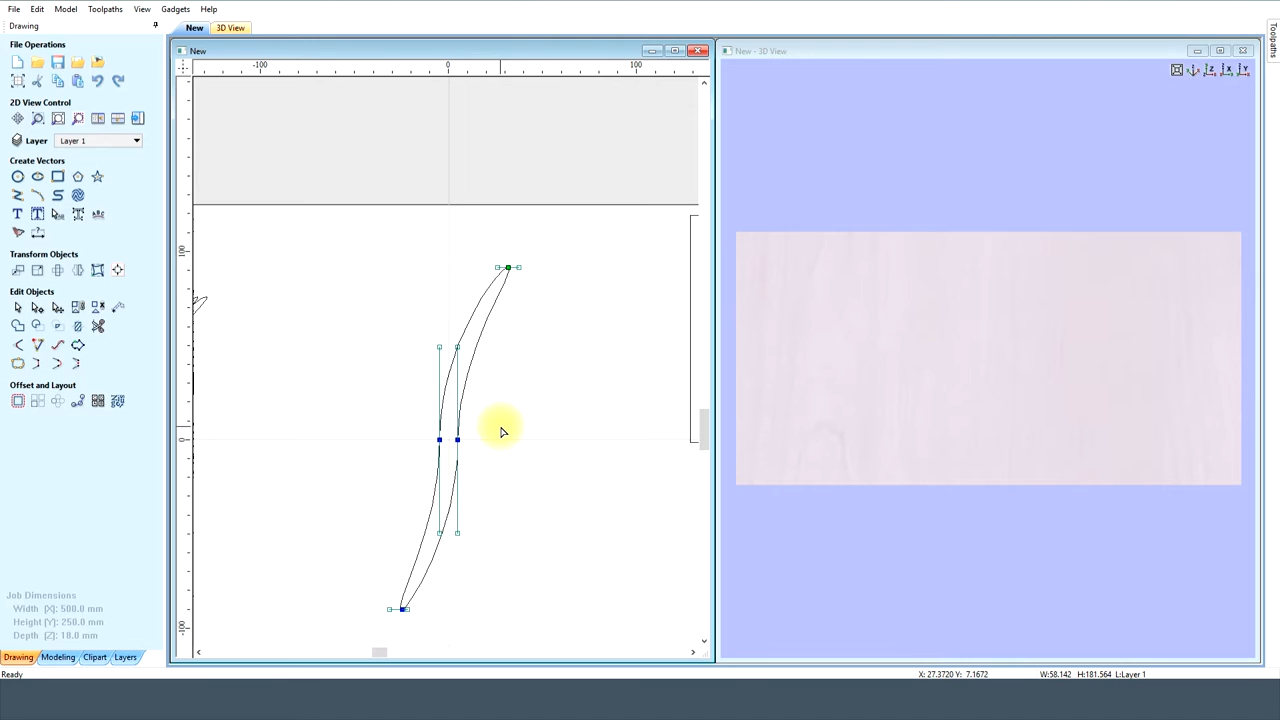 File Edit Model Toolpaths View Gadgets Help
Drawing
New 3D View
Toolpaths
File Operations
New
New - 3D View
-100 0 100
2D View Control
Layer Layer 1
Create Vectors
Transform Objects
100
Edit Objects
Offset and Layout
0
Job Dimensions
Width (X): 500.0 mm
Height (Y): 250.0 mm
Depth (Z): 18.0 mm
-100
Drawing Modeling Clipart Layers
Ready
X: 27.3720 Y: 7.1672
W:58.142 H:181.564 L:Layer 1